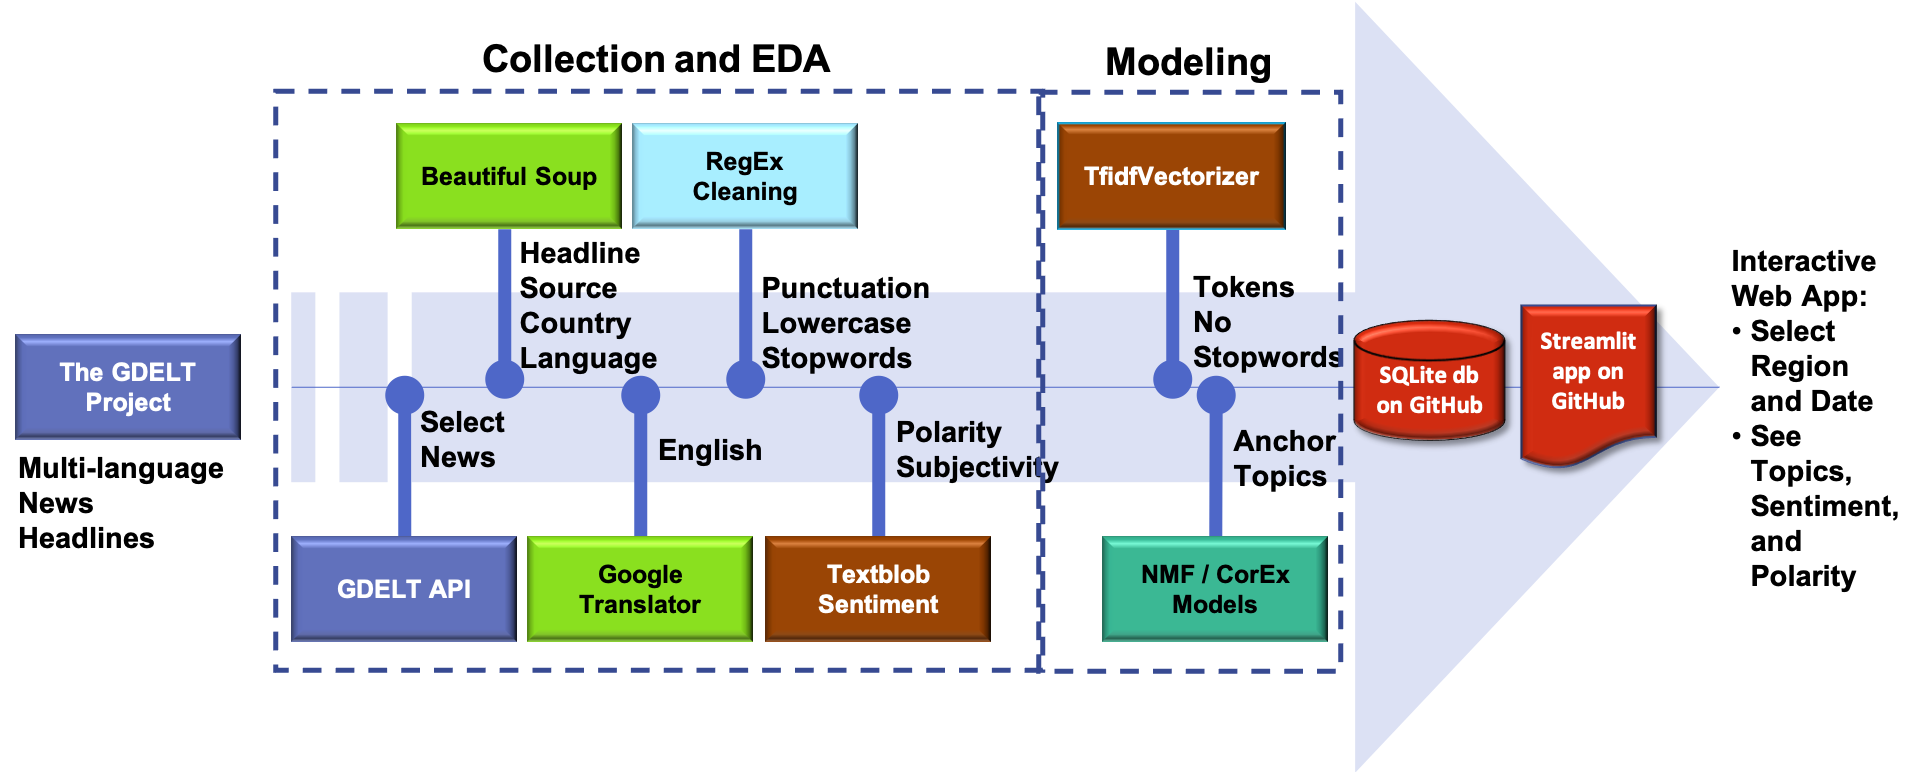 Collection and EDA
Modeling
The GDELT
Project
Multi-language
News
Headlines
Beautiful Soup
Headline
Source
Country
Language
RegEx
Cleaning
Punctuation
Lowercase
Stopwords
Select
News
GDELT API
English
Google
Translator
Polarity
Subjectivity
Textblob
Sentiment
TfidfVectorizer
Tokens
No
Stopwords
Anchor
Topics
NMF / CorEx
Models
SQLite db
on GitHub
Streamlit
app on
GitHub
Interactive
Web App:
• Select
Region
and Date
• See
Topics,
Sentiment,
and
Polarity